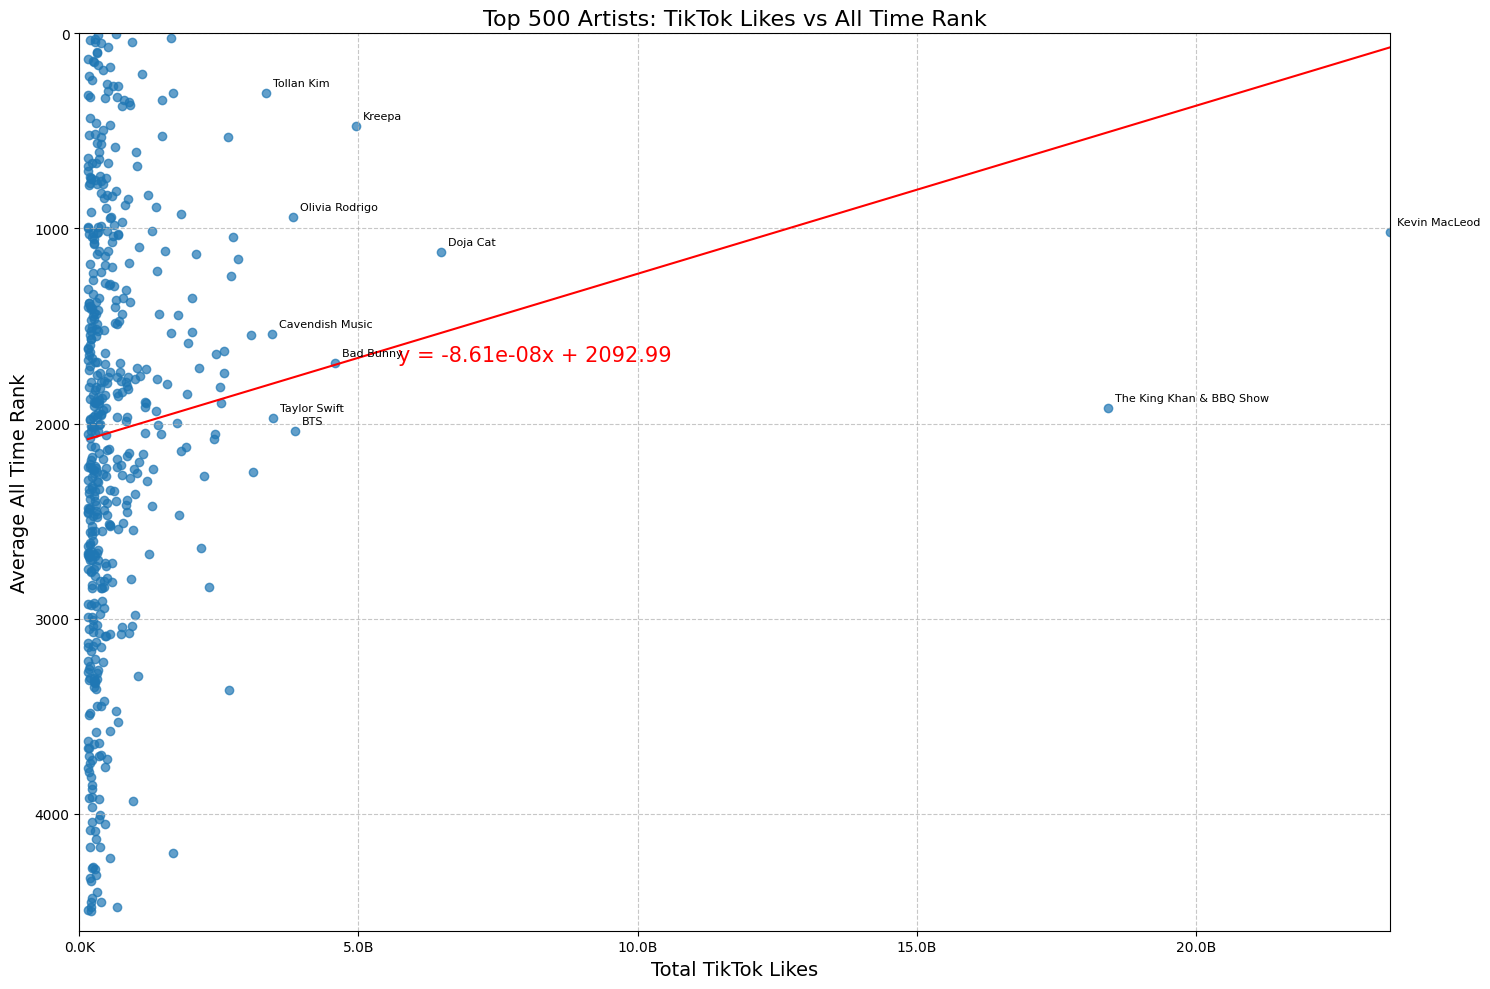 Top 500 Artists: TikTok Likes vs All Time Rank
0
Tollan Kim
Kreepa
Olivia Rodrigo
1000
Kevin MacLeod
Doja Cat
Cavendish Music
Bad Bunny
y = -8.61e-08x + 2092.99
The King Khan & BBQ Show
Taylor Swift
BTS
2000
3000
4000
Average All Time Rank
0.0K
5.0B
10.0B
15.0B
20.0B
Total TikTok Likes